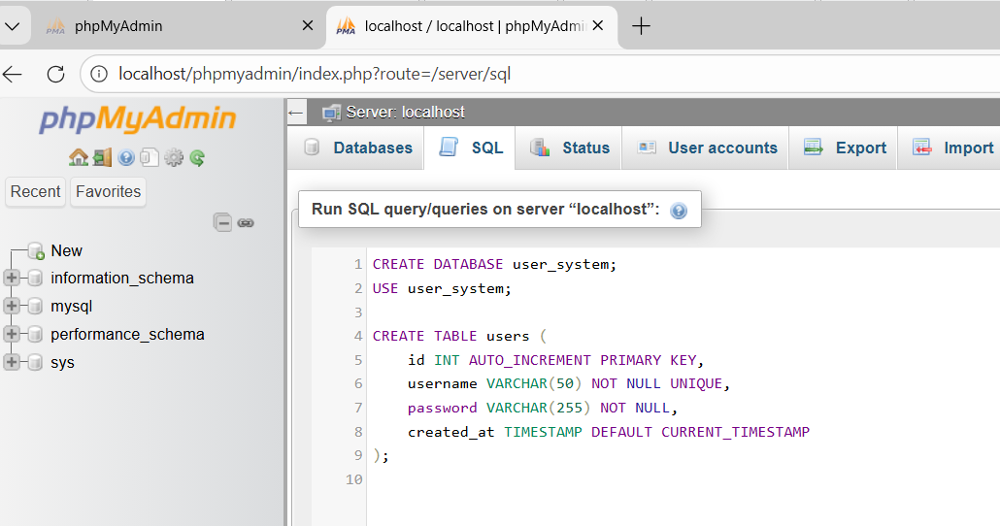 phpMyAdmin
localhost / localhost | phpMyAdmi
localhost/phpmyadmin/index.php?route=/server/sql
phpMyAdmin
Recent
Favorites
New
information_schema
mysql
performance_schema
sys
Server: localhost
Databases
SQL
Status
User accounts
Export
Import
Run SQL query/queries on server “localhost”:
1 CREATE DATABASE user_system;
2 USE user_system;
3
4 CREATE TABLE users (
5 id INT AUTO_INCREMENT PRIMARY KEY,
6 username VARCHAR(50) NOT NULL UNIQUE,
7 password VARCHAR(255) NOT NULL,
8 created_at TIMESTAMP DEFAULT CURRENT_TIMESTAMP
9 );
10